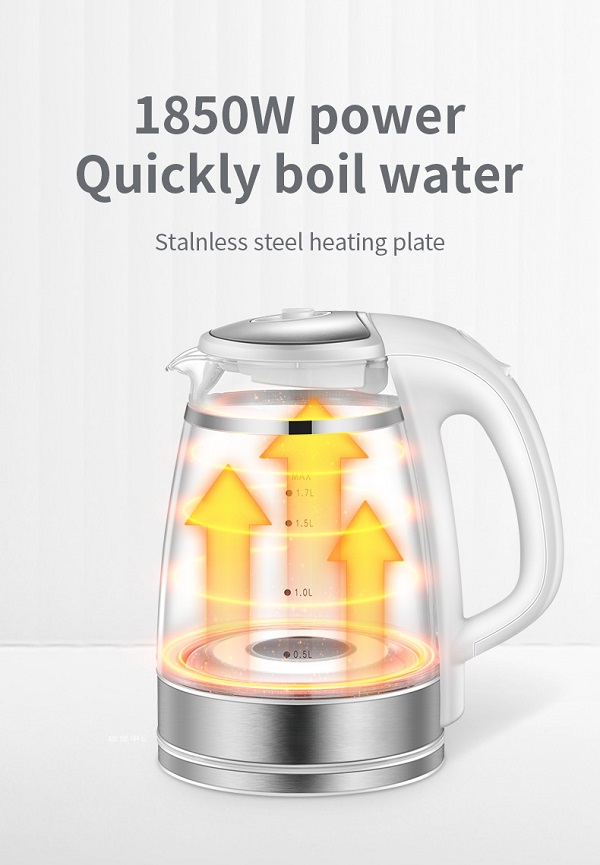 1850W power
Quickly boil water
Stalnless steel heating plate
MAX
1.7L
1.5L
1.0L
0.5L